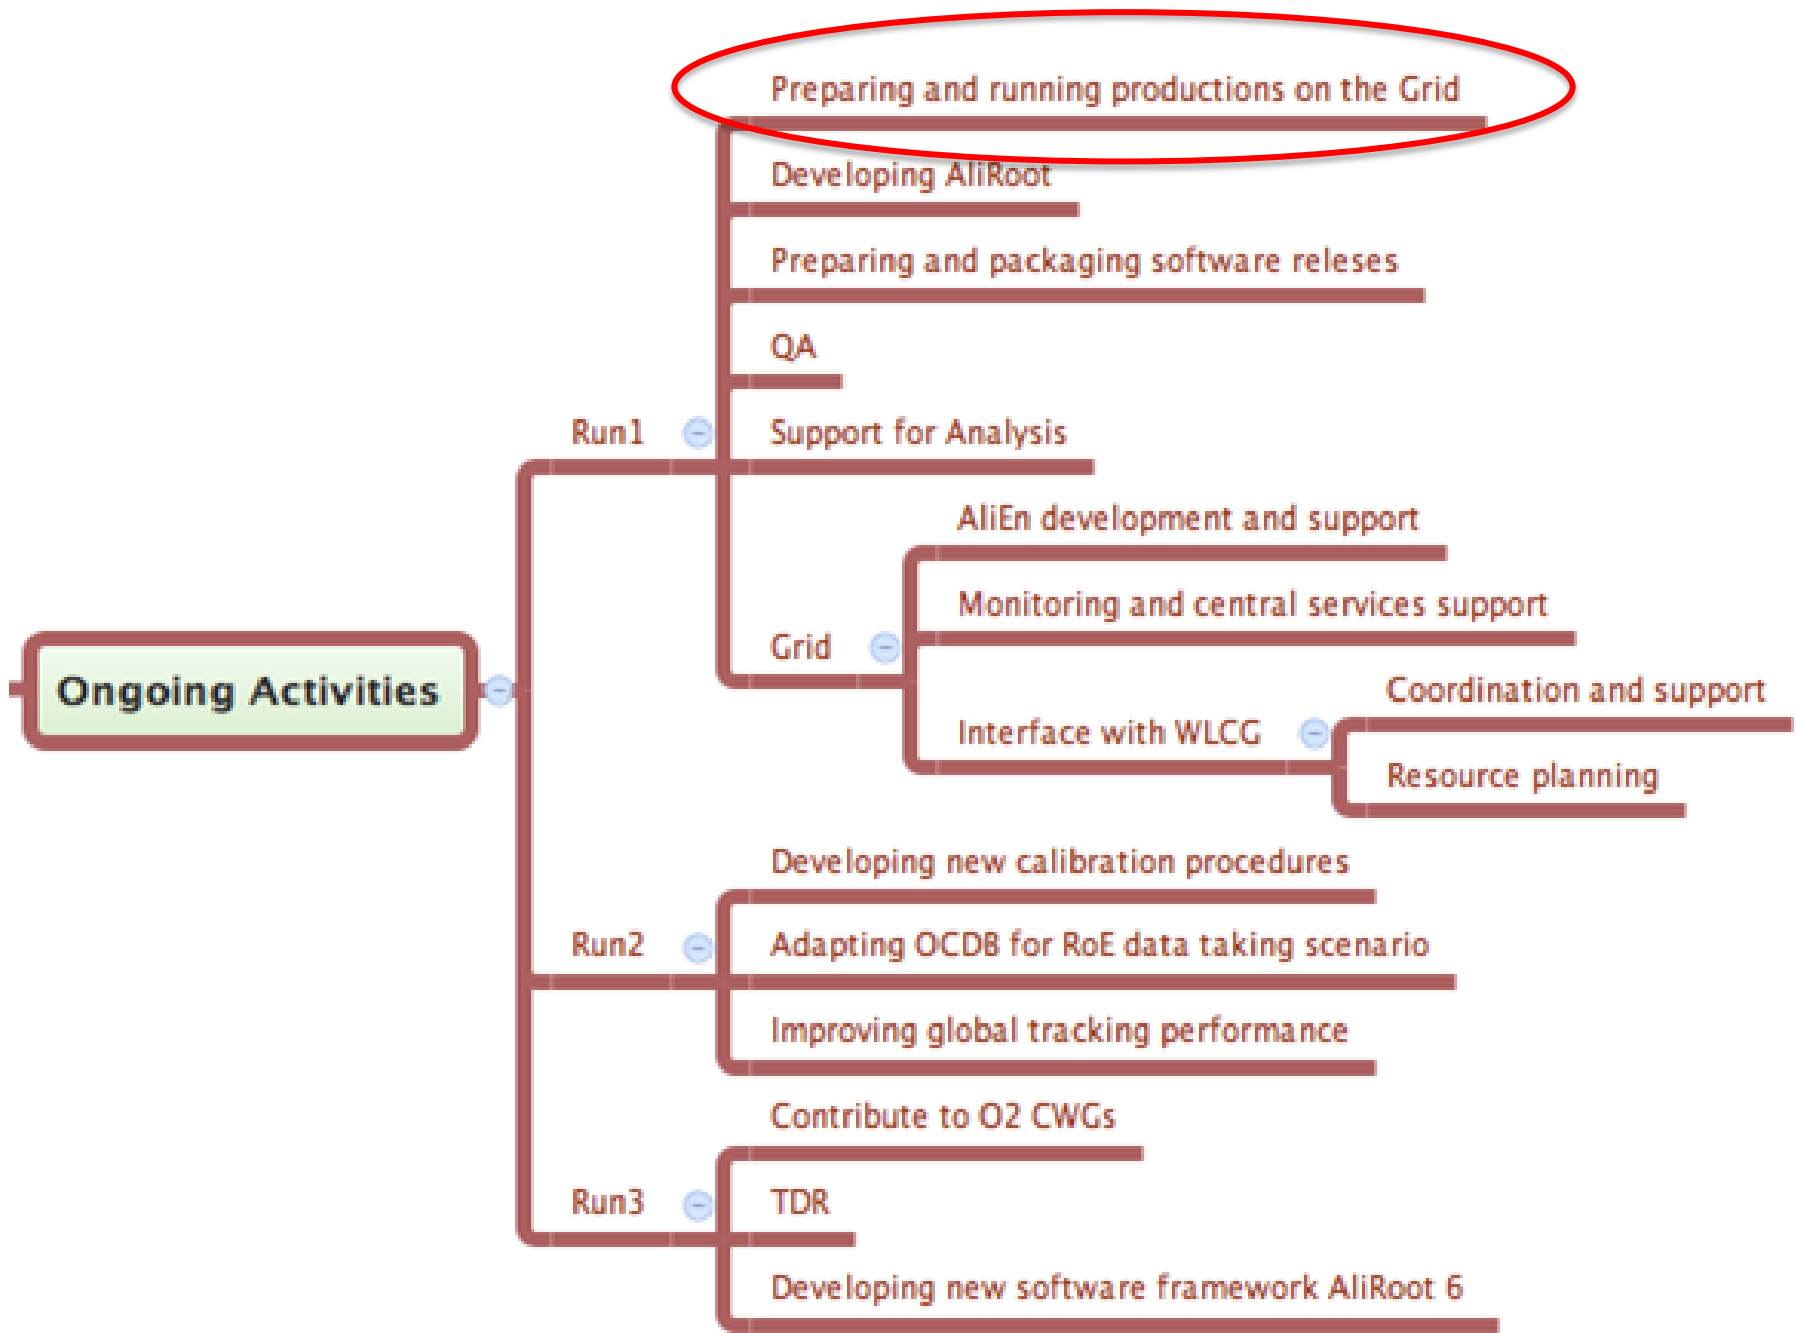 Preparing and running productions on the Grid
Developing AliRoot
Preparing and packaging software releses
QA
Run1
Support for Analysis
AliEn development and support
Monitoring and central services support
Grid
Ongoing Activities
Coordination and support
Interface with WLCG
Resource planning
Developing new calibration procedures
Run2
Adapting OCDB for RoE data taking scenario
Improving global tracking performance
Contribute to O2 CWGs
Run3
TDR
Developing new software framework AliRoot 6